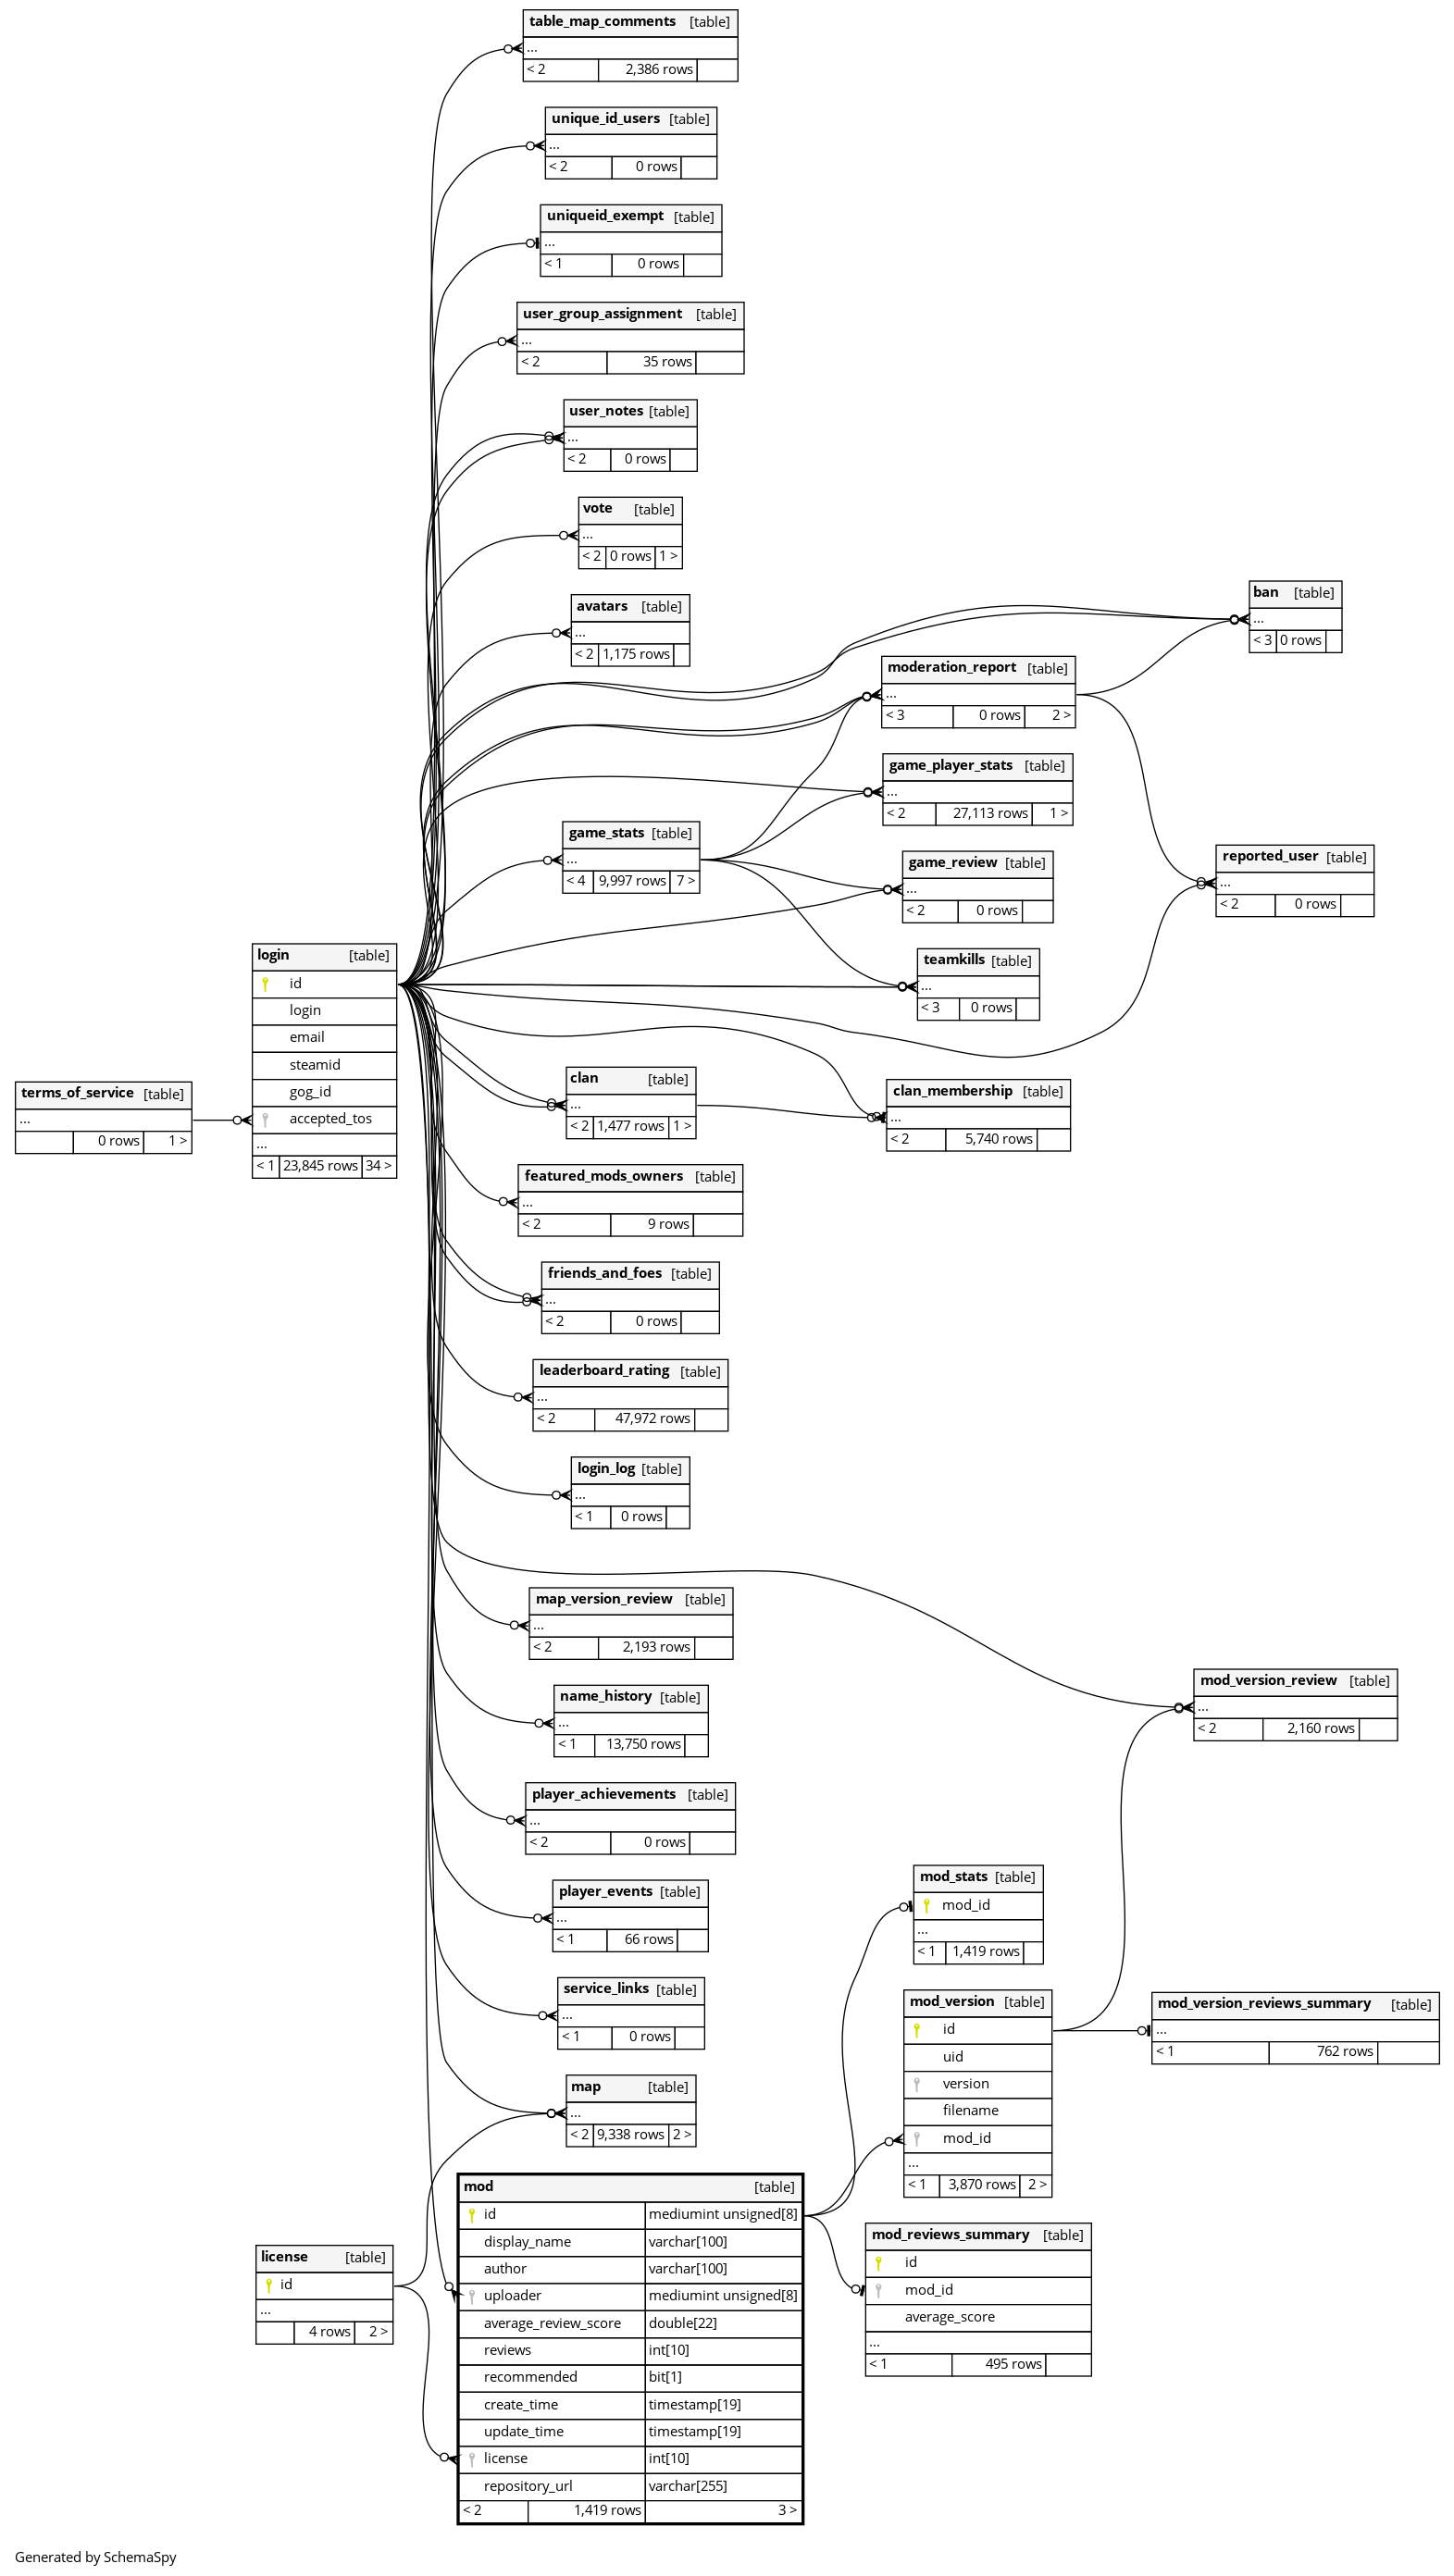 table_map_comments [table]
...
< 2 2,386 rows
unique_id_users [table]
...
< 2 0 rows
uniqueid_exempt [table]
...
< 1 0 rows
user_group_assignment [table]
...
< 2 35 rows
user_notes [table]
...
< 2 0 rows
vote [table]
...
< 2 0 rows 1 >
avatars [table]
...
< 2 1,175 rows
ban [table]
...
< 3 0 rows
moderation_report [table]
...
< 3 0 rows 2 >
game_player_stats [table]
...
< 2 27,113 rows 1 >
game_stats [table]
...
< 4 9,997 rows 7 >
game_review [table]
...
< 2 0 rows
reported_user [table]
...
< 2 0 rows
teamkills [table]
...
< 3 0 rows
login [table]
id
login
email
steamid
gog_id
accepted_tos
...
< 1 23,845 rows 34 >
terms_of_service [table]
...
0 rows 1 >
clan [table]
...
< 2 1,477 rows 1 >
clan_membership [table]
...
< 2 5,740 rows
featured_mods_owners [table]
...
< 2 9 rows
friends_and_foes [table]
...
< 2 0 rows
leaderboard_rating [table]
...
< 2 47,972 rows
login_log [table]
...
< 1 0 rows
map_version_review [table]
...
< 2 2,193 rows
name_history [table]
...
< 1 13,750 rows
mod_version_review [table]
...
< 2 2,160 rows
player_achievements [table]
...
< 2 0 rows
player_events [table]
...
< 1 66 rows
mod_stats [table]
mod_id
...
< 1 1,419 rows
service_links [table]
...
< 1 0 rows
mod_version [table]
id
uid
version
filename
mod_id
...
< 1 3,870 rows 2 >
mod_version_reviews_summary [table]
...
< 1 762 rows
map [table]
...
< 2 9,338 rows 2 >
mod [table]
id mediumint unsigned[8]
display_name varchar[100]
author varchar[100]
uploader mediumint unsigned[8]
average_review_score double[22]
reviews int[10]
recommended bit[1]
create_time timestamp[19]
update_time timestamp[19]
license int[10]
repository_url varchar[255]
< 2 1,419 rows 3 >
license [table]
id
...
4 rows 2 >
mod_reviews_summary [table]
id
mod_id
average_score
...
< 1 495 rows
Generated by SchemaSpy